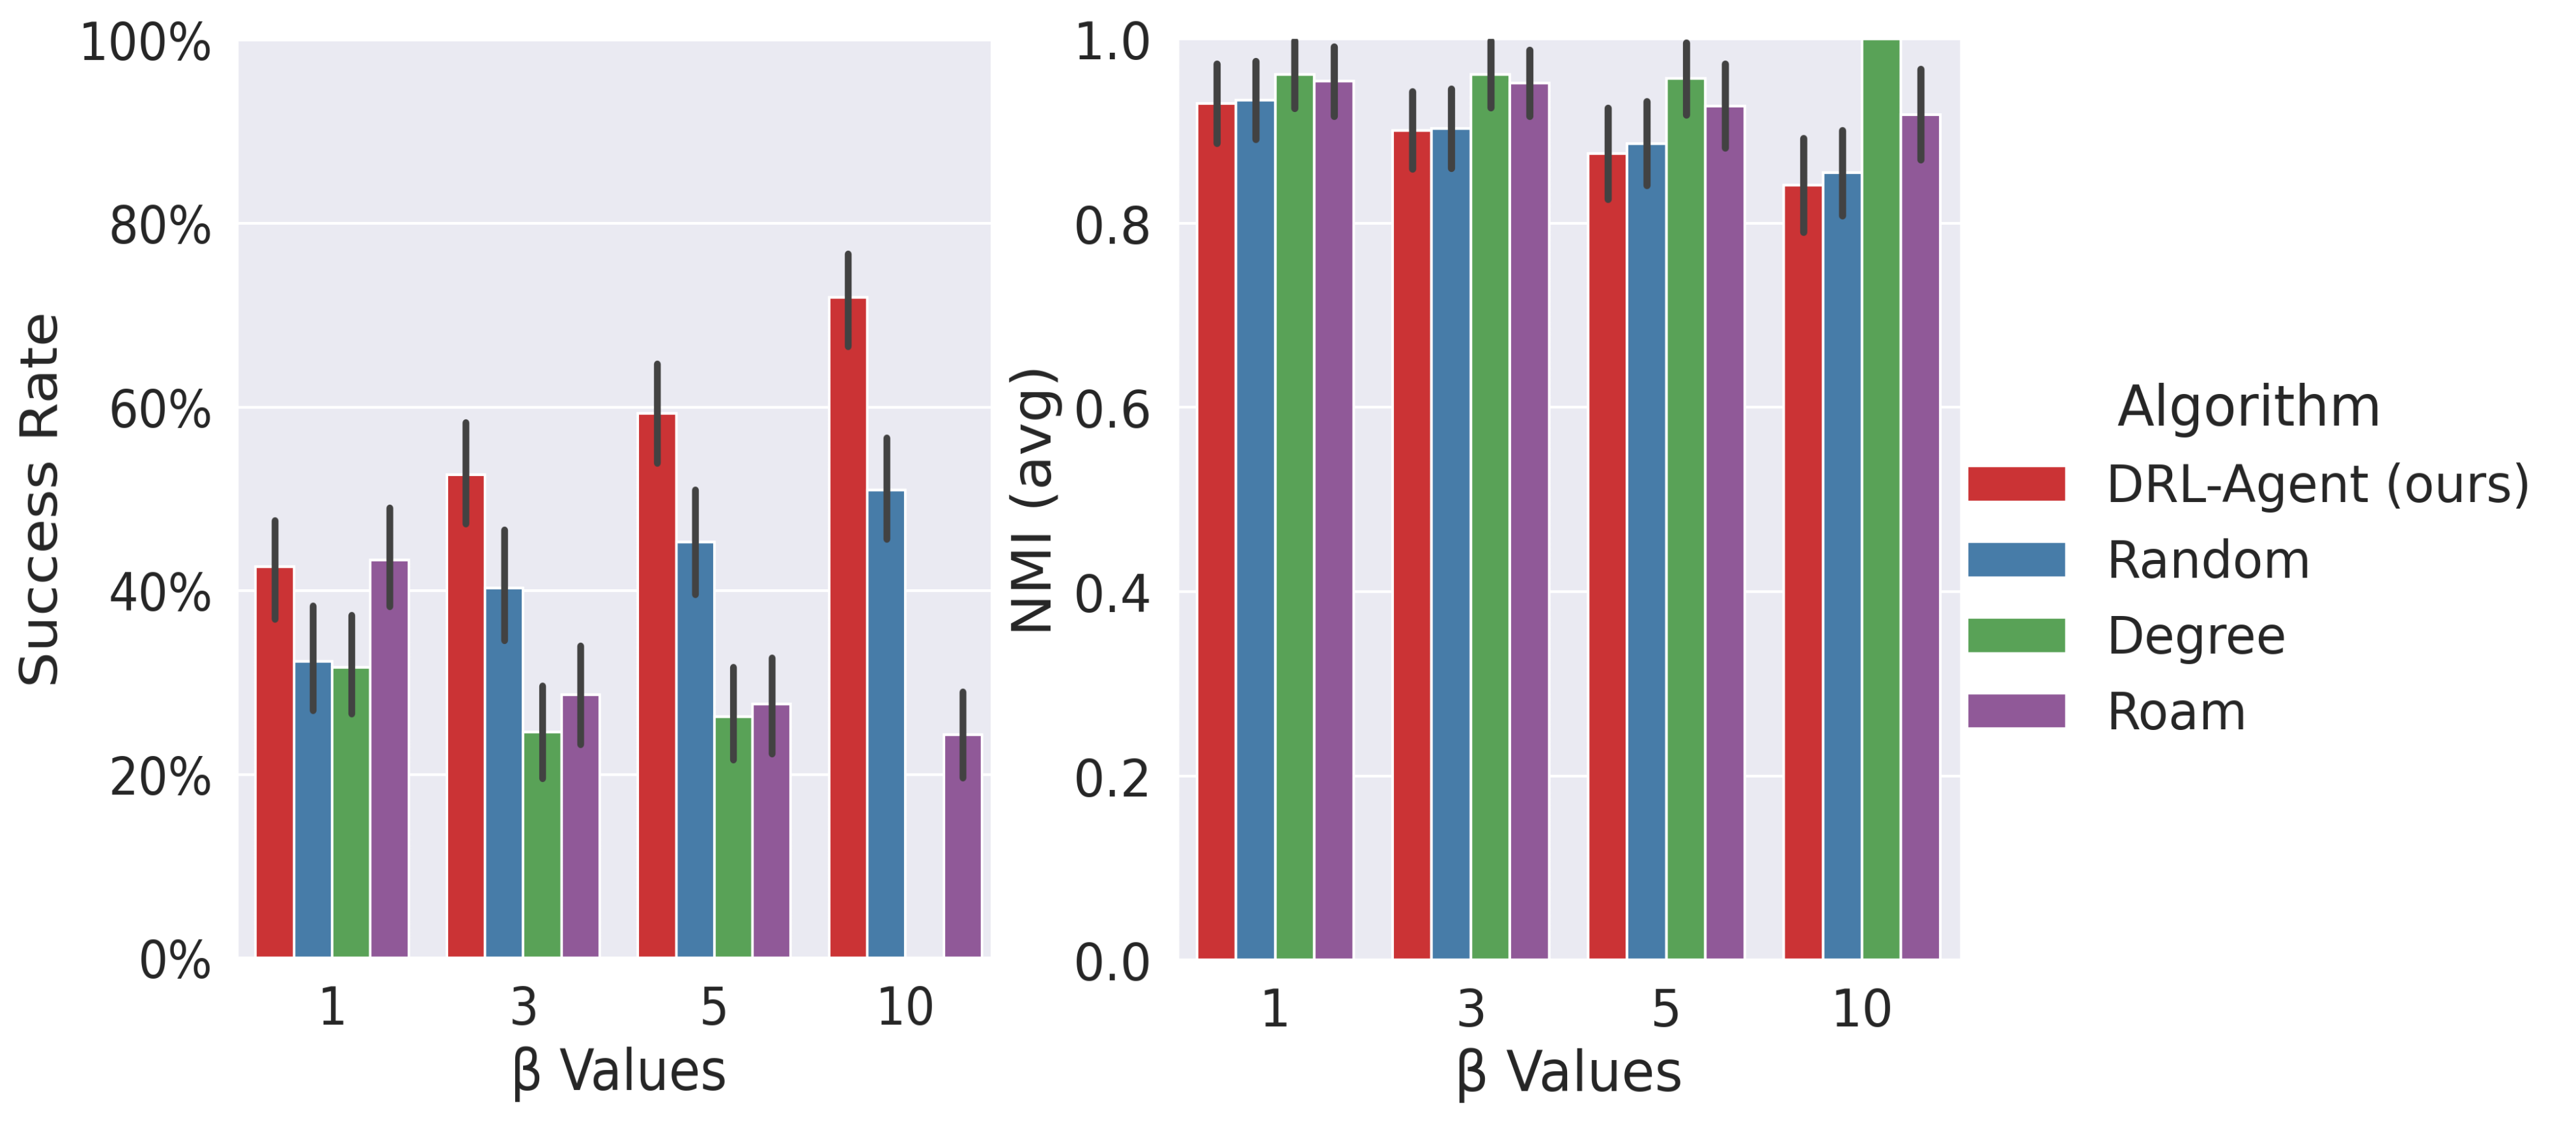 100%
80%
60%
40%
20%
0%
Success Rate
1 3 5 10
β Values
1.0
0.8
0.6
0.4
0.2
0.0
NMI (avg)
1 3 5 10
β Values
Algorithm
DRL-Agent (ours)
Random
Degree
Roam